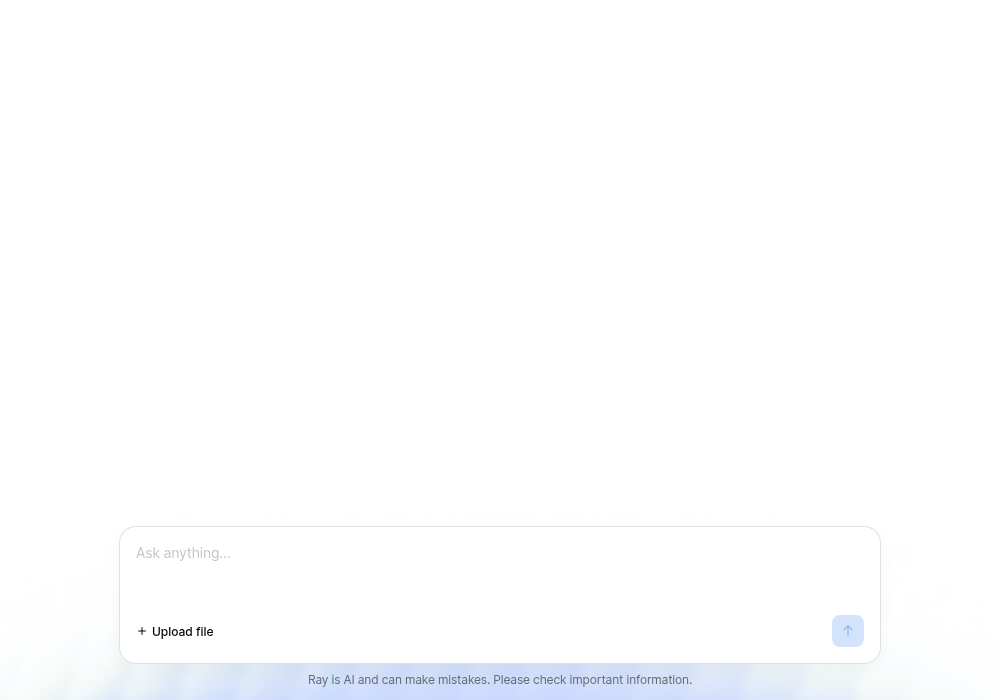 Ask anything...
+ Upload file
Ray is AI and can make mistakes. Please check important information.